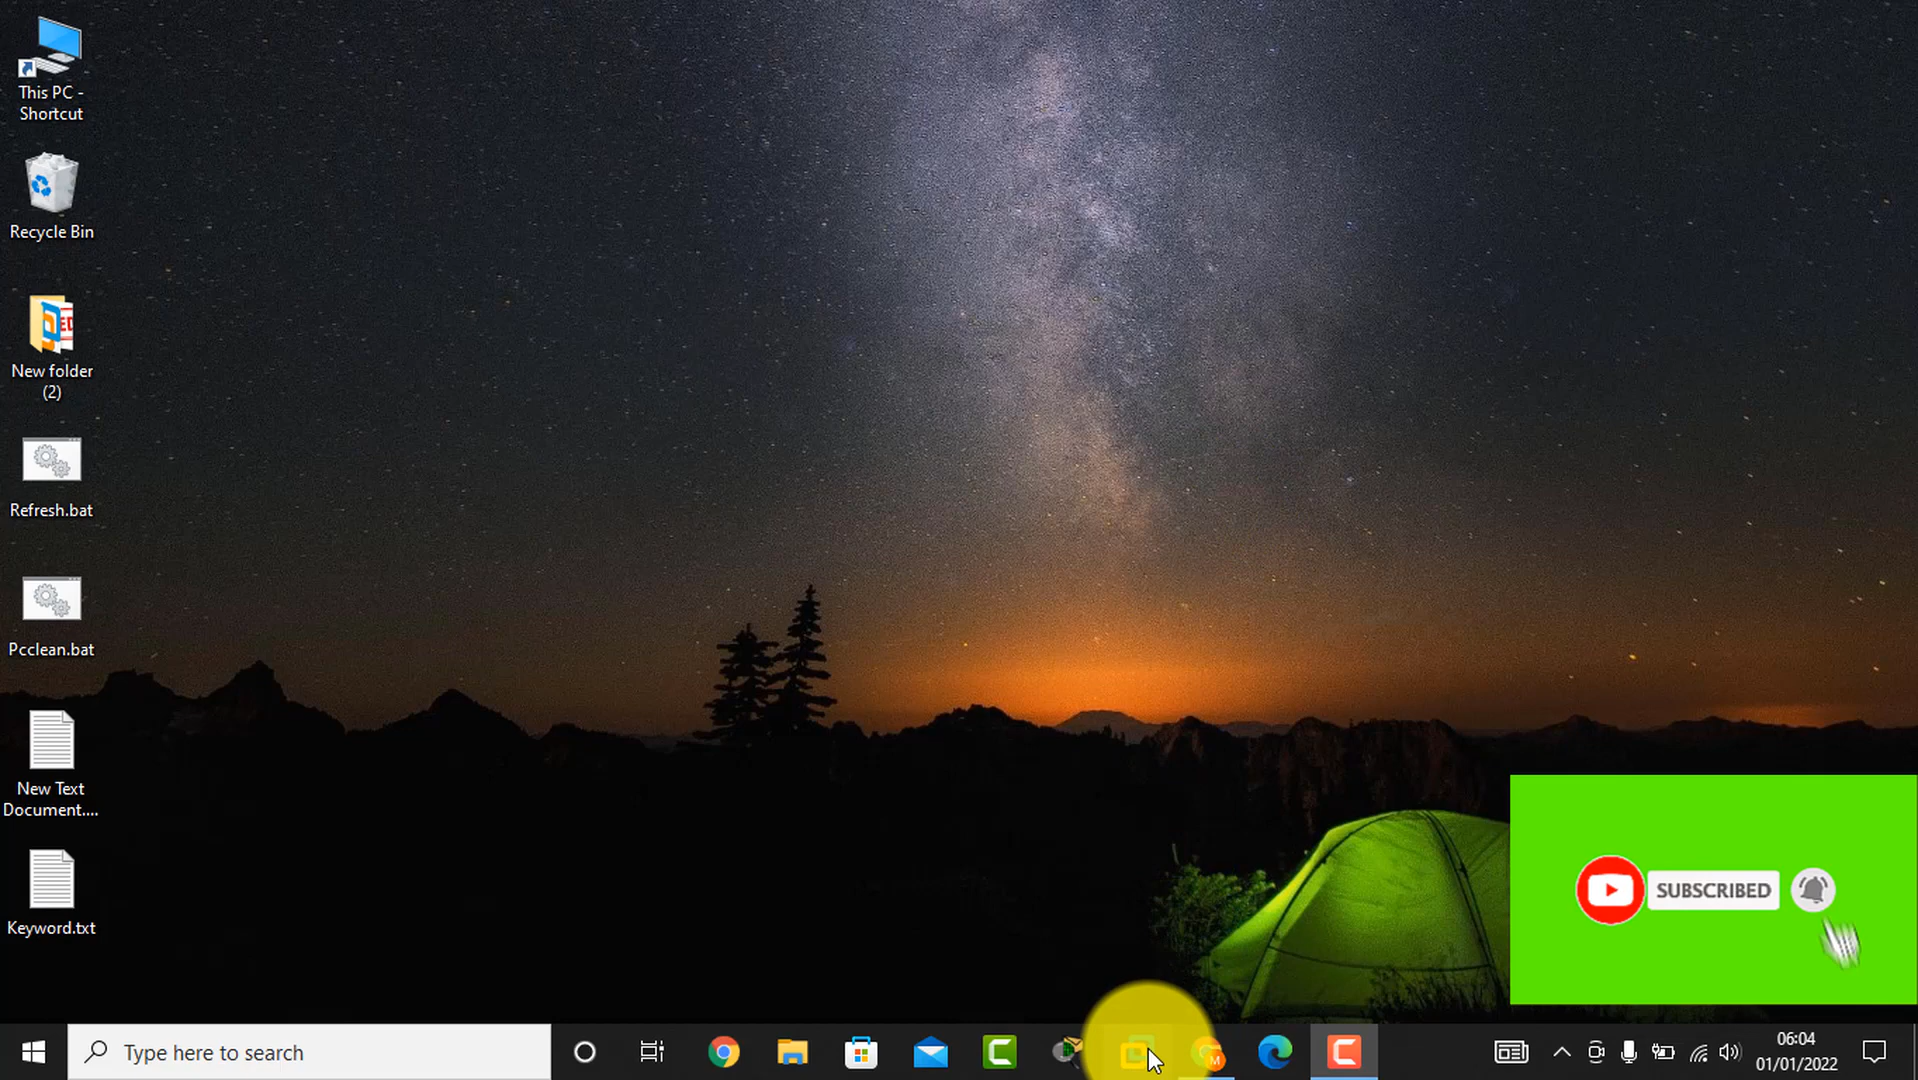 This PC -
Shortcut
Recycle Bin
New folder
(2)
Refresh.bat
Pcclean.bat
New Text
Document....
Keyword.txt
SUBSCRIBED
Type here to search
M
06:04
01/01/2022